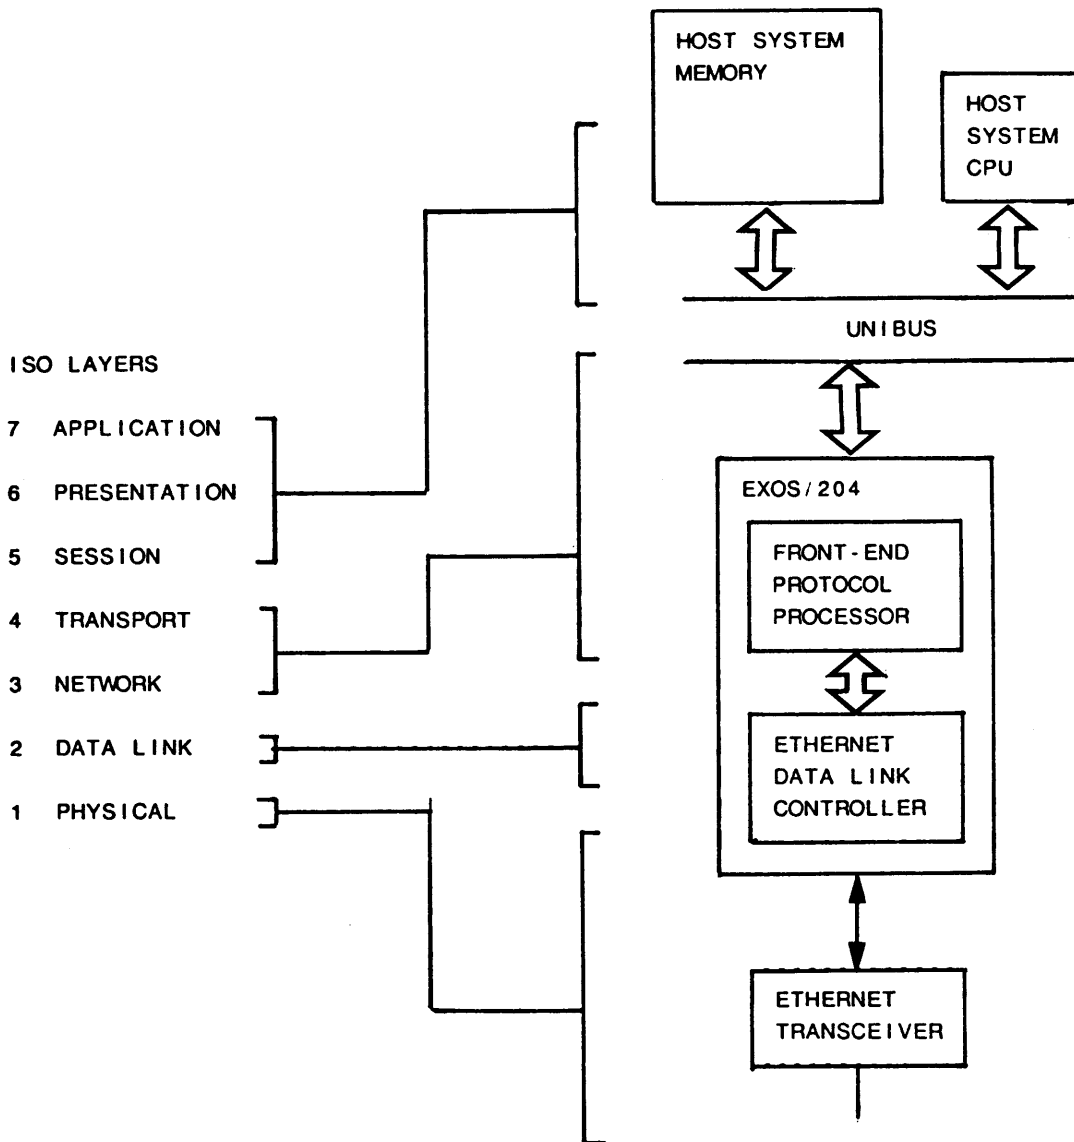 HOST SYSTEM
MEMORY
HOST
SYSTEM
CPU
UNIBUS
ISO LAYERS
7 APPLICATION
6 PRESENTATION
5 SESSION
4 TRANSPORT
3 NETWORK
2 DATA LINK
1 PHYSICAL
EXOS/204
FRONT-END
PROTOCOL
PROCESSOR
ETHERNET
DATA LINK
CONTROLLER
ETHERNET
TRANSCEIVER